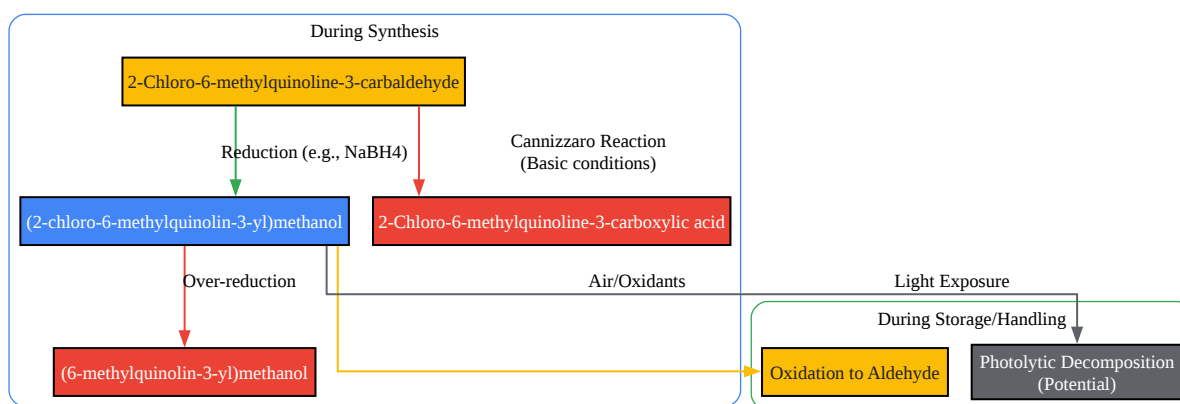 During Synthesis
2-Chloro-6-methylquinoline-3-carbaldehyde
Reduction (e.g., NaBH4)
Cannizzaro Reaction
(Basic conditions)
(2-chloro-6-methylquinolin-3-yl)methanol
2-Chloro-6-methylquinoline-3-carboxylic acid
Over-reduction
Air/Oxidants
Light Exposure
During Storage/Handling
(6-methylquinolin-3-yl)methanol
Oxidation to Aldehyde
Photolytic Decomposition
(Potential)